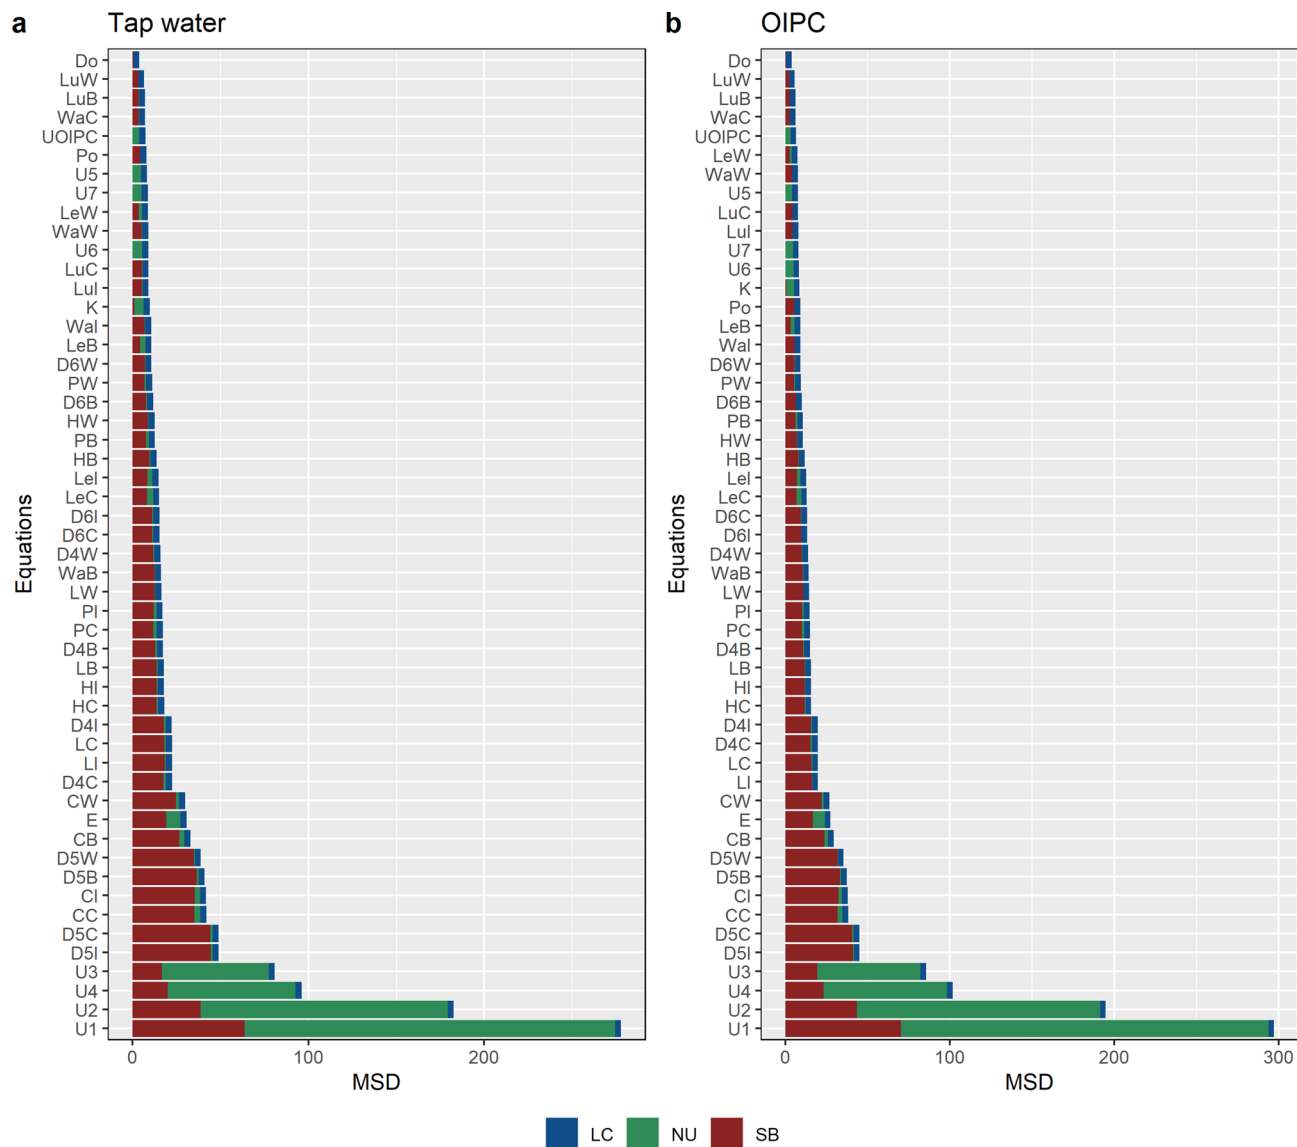 a Tap water
Do
LuW
LuB
WaC
UOIPC
Po
U5
U7
LeW
WaW
U6
LuC
LuI
K
WaI
LeB
D6W
PW
D6B
HW
PB
HB
LeI
LeC
D6I
D6C
D4W
WaB
LW
PI
PC
D4B
LB
HI
HC
D4I
LC
LI
D4C
CW
E
CB
D5W
D5B
CI
CC
D5C
D5I
U3
U4
U2
U1
Equations
0 100 200
MSD
b OIPC
Do
LuW
LuB
WaC
UOIPC
LeW
WaW
U5
LuC
LuI
U7
U6
K
Po
LeB
WaI
D6W
PW
D6B
PB
HW
HB
LeI
LeC
D6C
D6I
D4W
WaB
LW
PI
PC
D4B
LB
HI
HC
D4I
D4C
LC
LI
CW
E
CB
D5W
D5B
CI
CC
D5C
D5I
U3
U4
U2
U1
Equations
0 100 200 300
MSD
LC NU SB